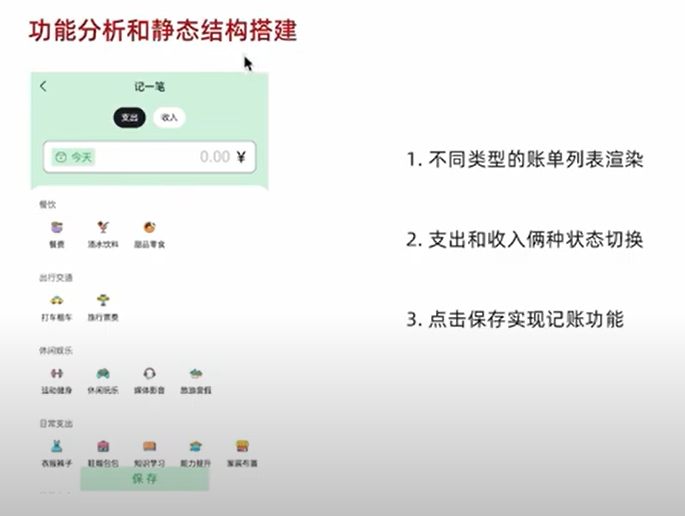 功能分析和静态结构搭建
记一笔
支出 收入
今天 0.00 ¥
1. 不同类型的账单列表渲染
餐饮
餐费 酒水饮料 甜品零食
2. 支出和收入俩种状态切换
出行交通
打车租车 旅行票费
3. 点击保存实现记账功能
休闲娱乐
运动健身 休闲玩乐 媒体影音 旅游度假
日常支出
衣服裤子 鞋帽包包 知识学习 能力提升 家装布置
保存